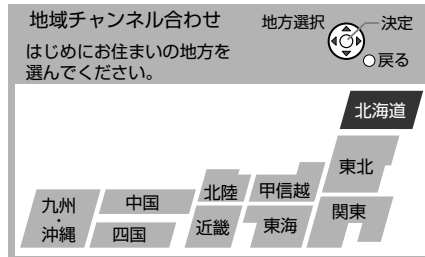 地域チャンネル合わせ
地方選択
決定
戻る
はじめにお住まいの地方を
選んでください。
北海道
東北
北陸
甲信越
関東
九州
・
沖縄
中国
四国
近畿
東海